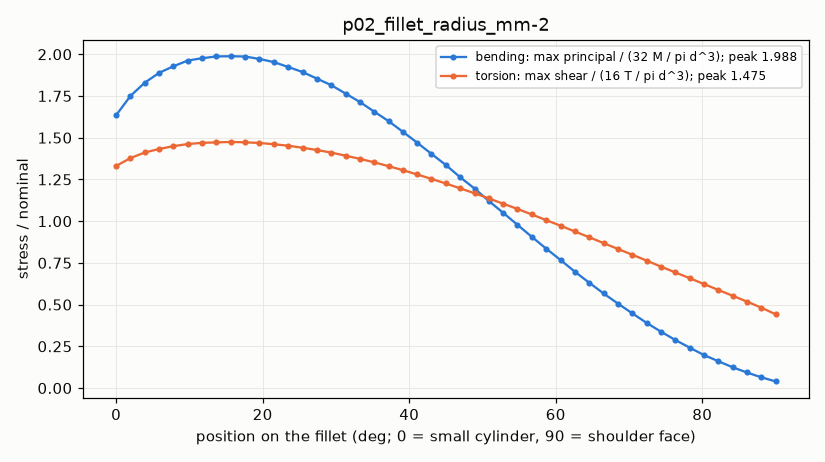 p02_fillet_radius_mm-2
bending: max principal / (32 M / pi d^3); peak 1.988
torsion: max shear / (16 T / pi d^3); peak 1.475
stress / nominal
2.00
1.75
1.50
1.25
1.00
0.75
0.50
0.25
0.00
0 20 40 60 80
position on the fillet (deg; 0 = small cylinder, 90 = shoulder face)